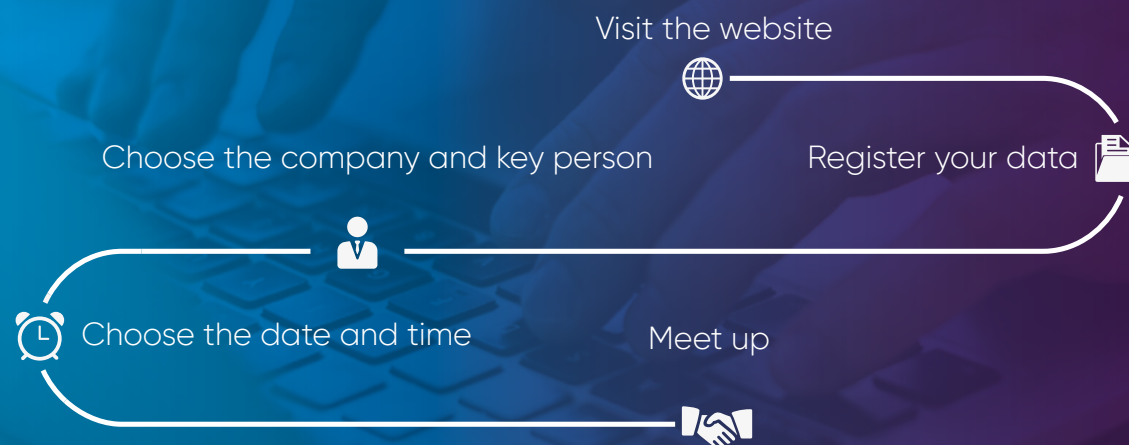 Visit the website
Register your data
Choose the company and key person
Choose the date and time
Meet up